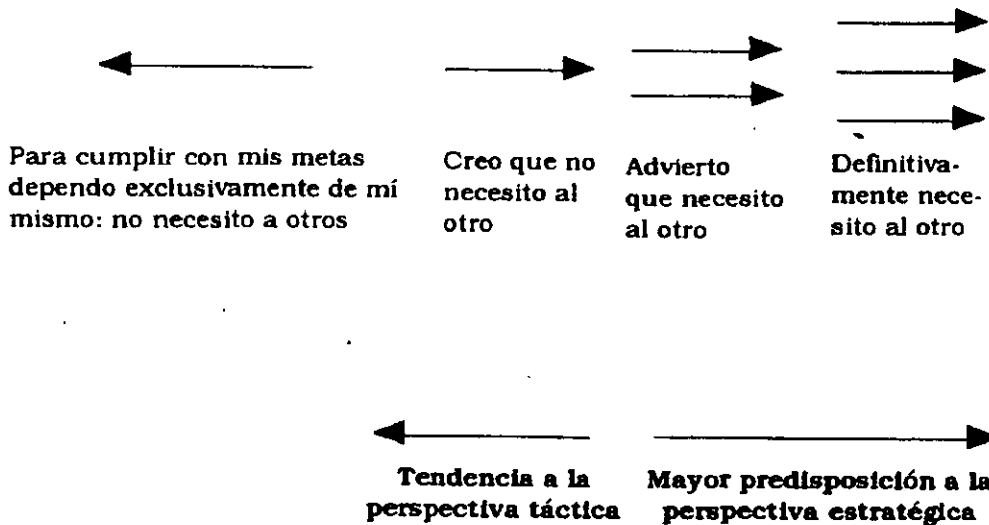 Para cumplir con mis metas
dependo exclusivamente de mí
mismo: no necesito a otros
Creo que no
necesito al
otro
Advierto
que necesito
al otro
Definitiva-
mente nece-
sito al otro
Tendencia a la
perspectiva táctica
Mayor predisposición a la
perspectiva estratégica